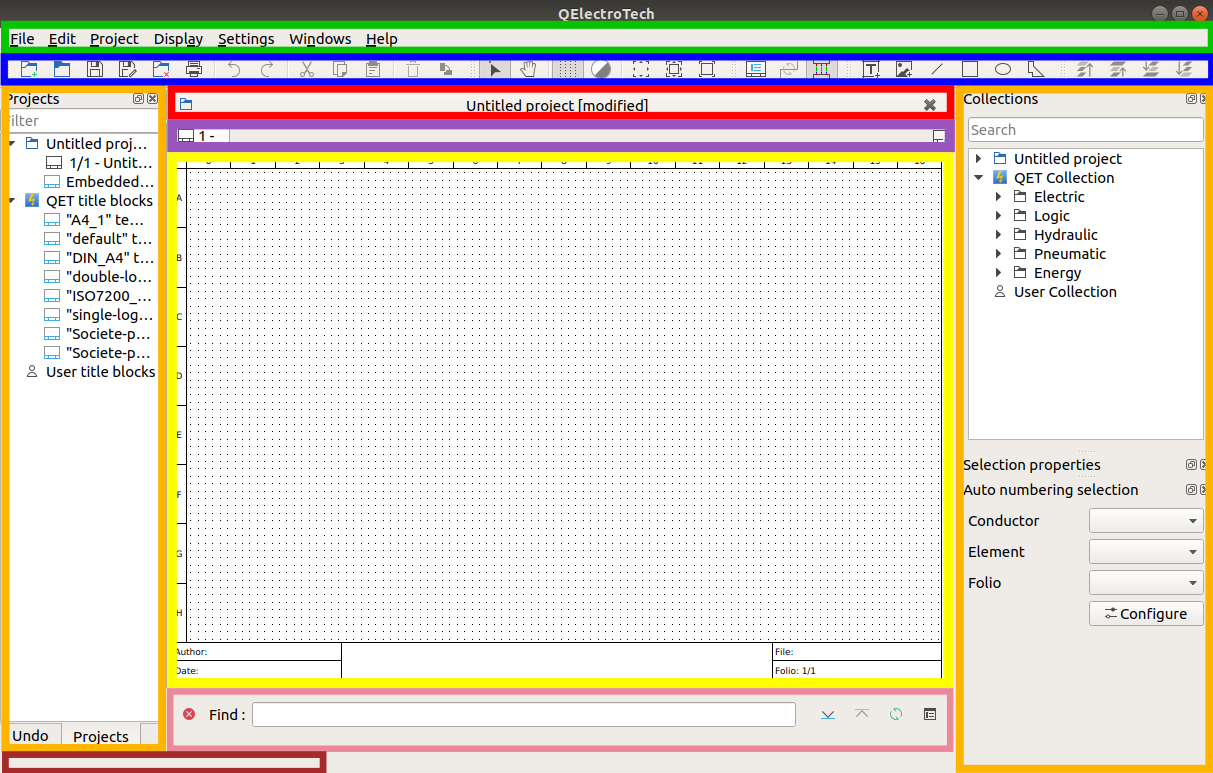 QElectroTech
File Edit Project Display Settings Windows Help
Projects
Filter
Untitled proj...
1/1 - Untit...
Embedded...
QET title blocks
"A4_1" te...
"default" t...
"DIN_A4" t...
"double-lo...
"ISO7200_...
"single-log...
"Societe-p...
"Societe-p...
User title blocks
Undo Projects
Untitled project [modified]
1 -
0 1 2 3 4 5 6 7 8 9 10 11 12 13 14 15 16
A
B
C
D
E
F
G
H
Author:
Date:
File:
Folio: 1/1
Find :
Collections
Search
Untitled project
QET Collection
Electric
Logic
Hydraulic
Pneumatic
Energy
User Collection
Selection properties
Auto numbering selection
Conductor
Element
Folio
Configure